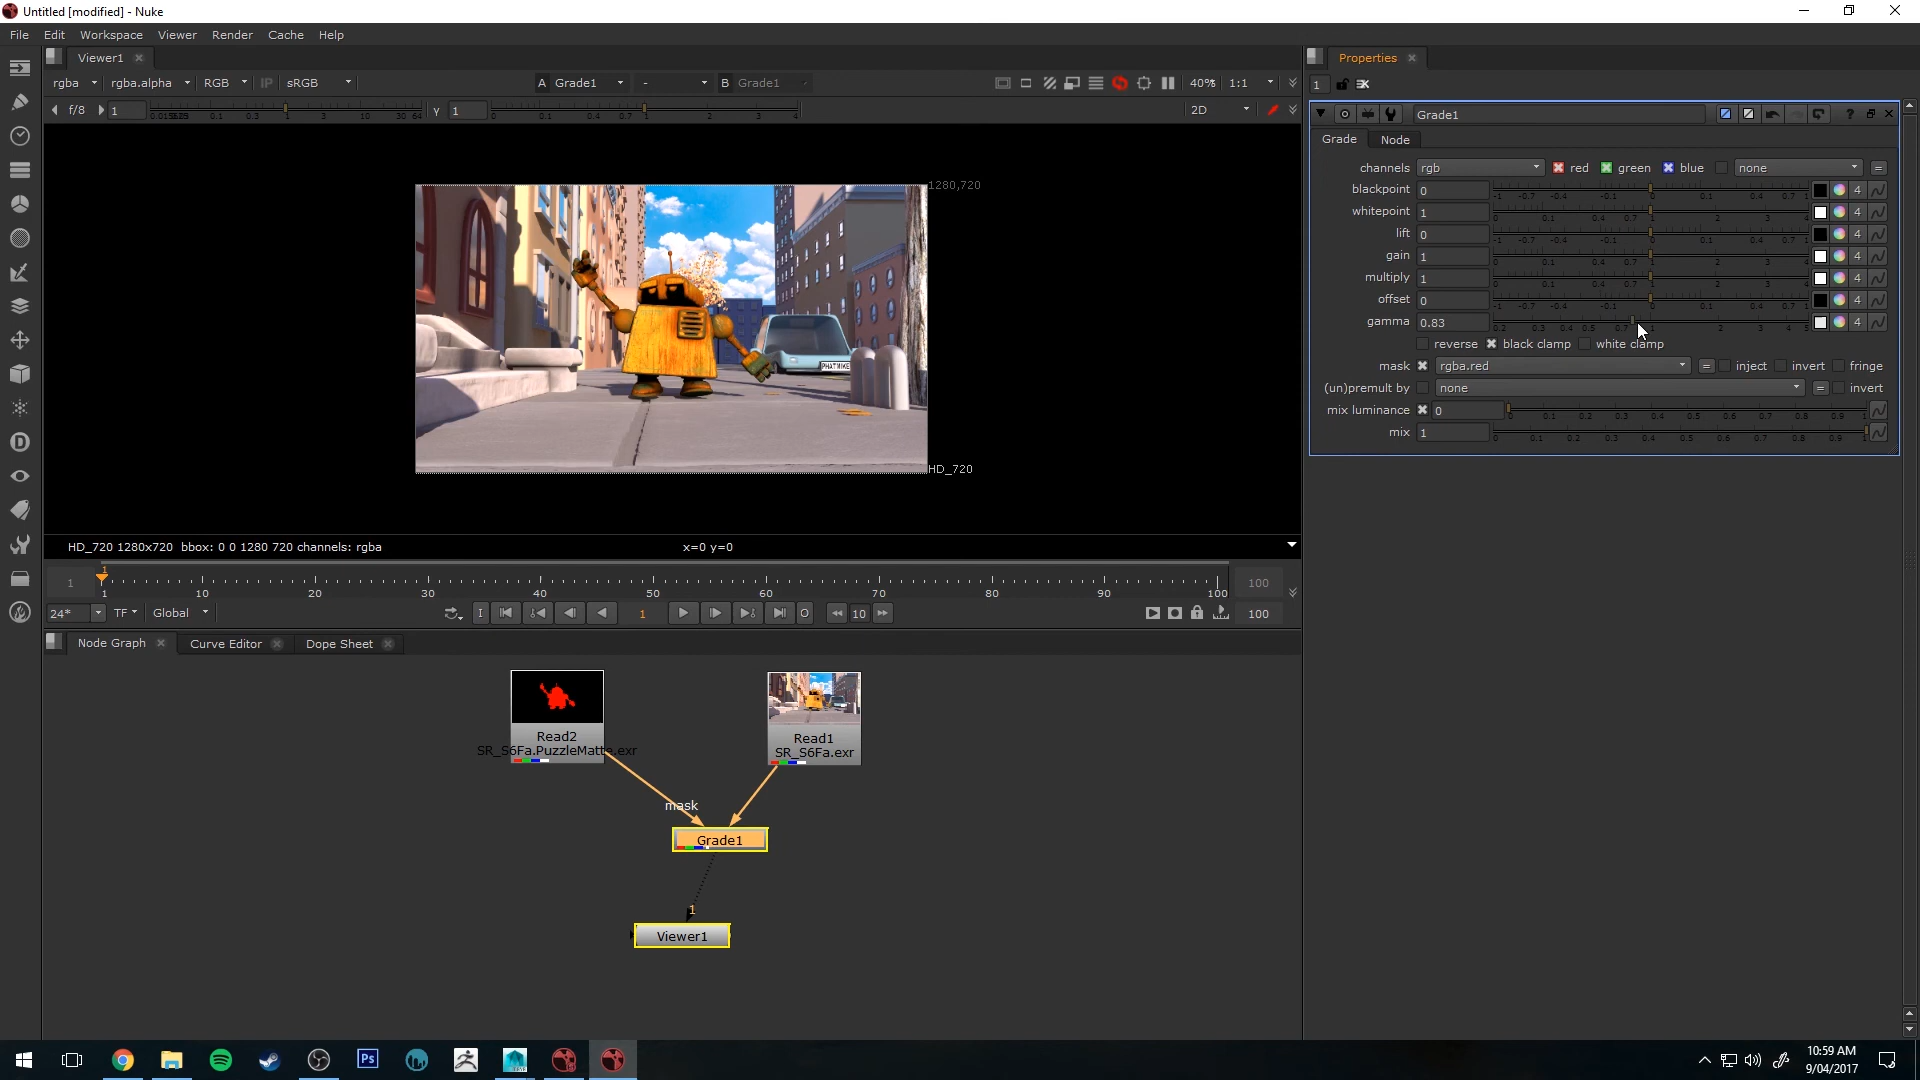 Untitled [modified] - Nuke
File Edit Workspace Viewer Render Cache Help
Viewer1
rgba rgba.alpha RGB IP sRGB A Grade1 - B Grade1 40% 1:1
f/8 1 Y 1 2D
1280,720
PHATNIKE
HD_720
HD_720 1280x720 bbox: 0 0 1280 720 channels: rgba x=0 y=0
1 1 100
1 10 20 30 40 50 60 70 80 90 100
24* TF Global I 1 O 10 100
Node Graph Curve Editor Dope Sheet
Read2
SR_S6Fa.PuzzleMatte.exr
Read1
SR_S6Fa.exr
mask
Grade1
1
Viewer1
Properties
1
Grade1
Grade Node
channels rgb red green blue none =
blackpoint 0 -1 -0.7 -0.4 -0.1 0 0.1 0.4 0.7 1 4
whitepoint 1 0 0.1 0.4 0.7 1 2 3 4 4
lift 0 -1 -0.7 -0.4 -0.1 0 0.1 0.4 0.7 1 4
gain 1 0 0.1 0.4 0.7 1 2 3 4 4
multiply 1 0 0.1 0.4 0.7 1 2 3 4 4
offset 0 -1 -0.7 -0.4 -0.1 0 0.1 0.4 0.7 1 4
gamma 0.83 0.2 0.3 0.4 0.5 0.7 1 2 3 4 5 4
reverse black clamp white clamp
mask rgba.red = inject invert fringe
(un)premult by none = invert
mix luminance 0 0 0.1 0.2 0.3 0.4 0.5 0.6 0.7 0.8 0.9 1
mix 1 0 0.1 0.2 0.3 0.4 0.5 0.6 0.7 0.8 0.9 1
Ps
10:59 AM
9/04/2017